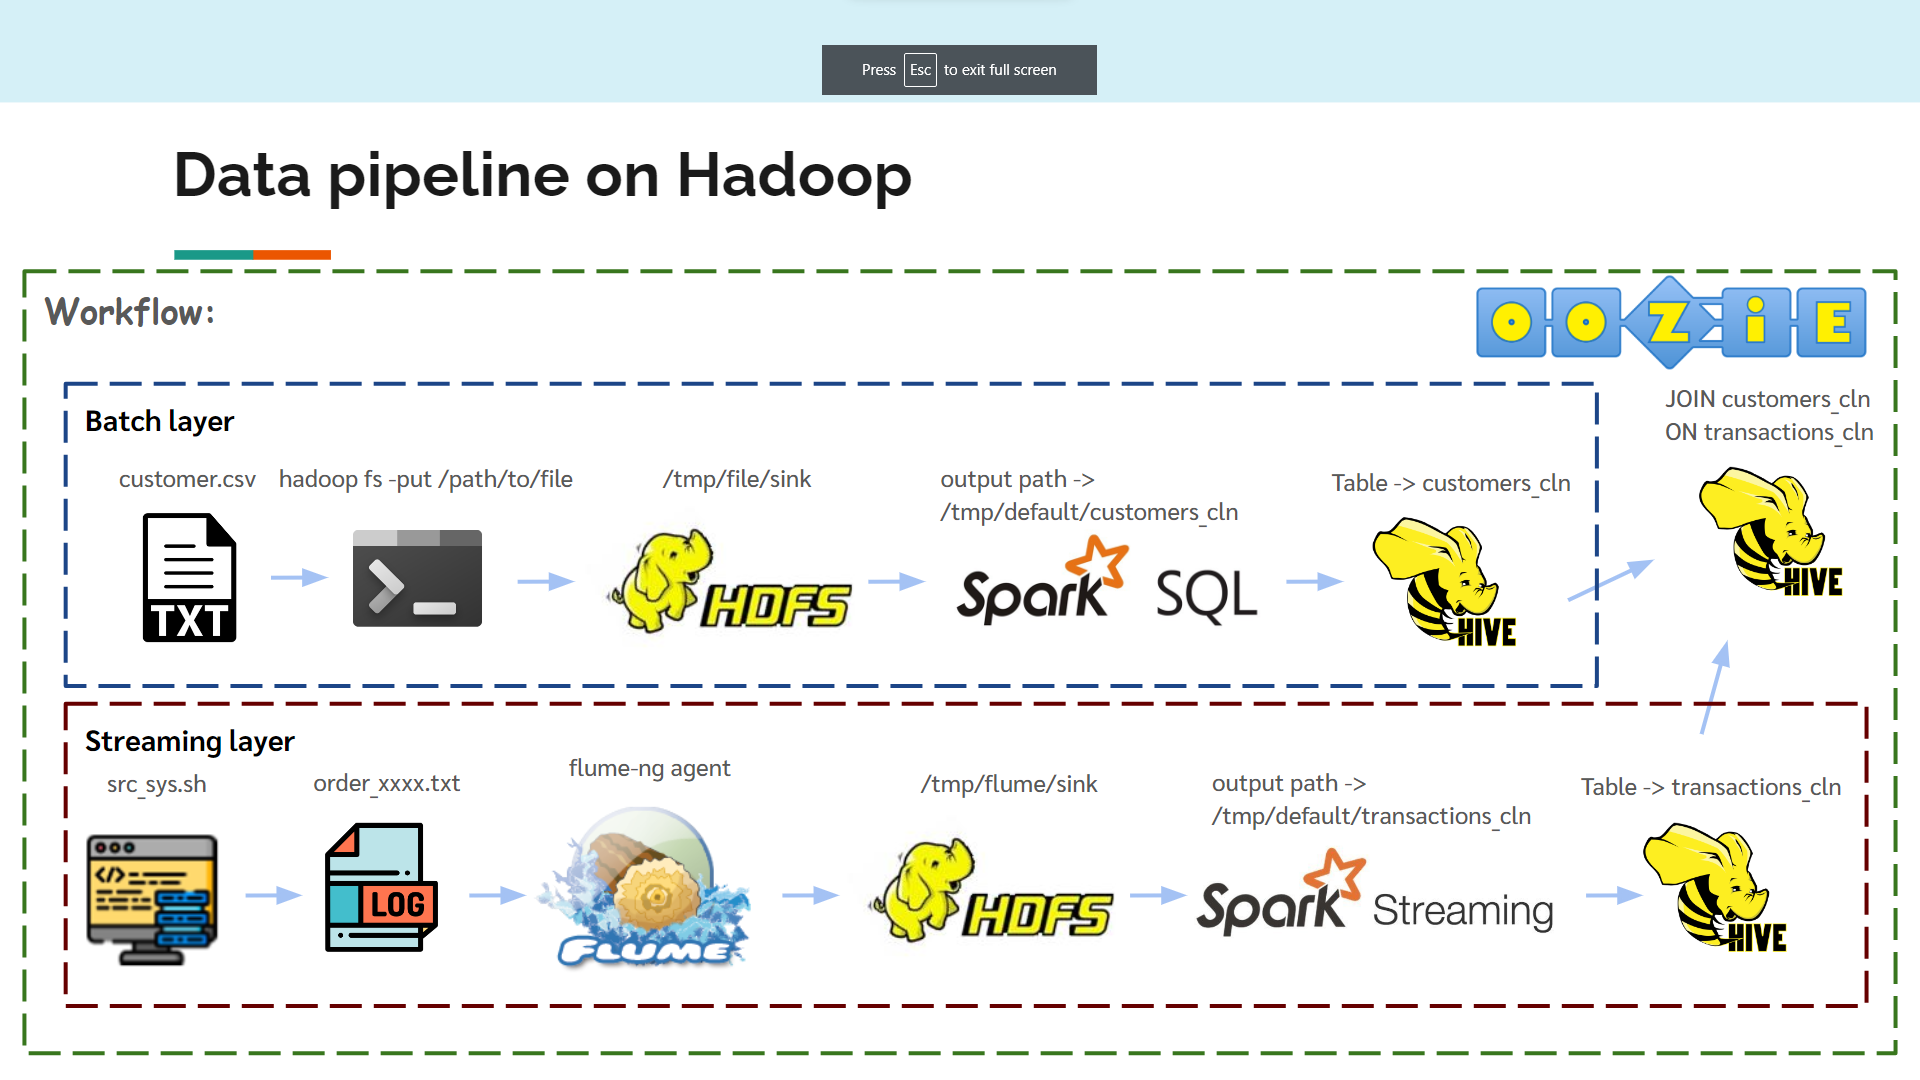 Press Esc to exit full screen
Data pipeline on Hadoop
Workflow:
OOZiE
JOIN customers_cln
ON transactions_cln
HIVE
Batch layer
customer.csv
TXT
hadoop fs -put /path/to/file
/tmp/file/sink
HDFS
output path ->
/tmp/default/customers_cln
Spark SQL
Table -> customers_cln
HIVE
Streaming layer
src_sys.sh
order_xxxx.txt
LOG
flume-ng agent
FLUME
/tmp/flume/sink
HDFS
output path ->
/tmp/default/transactions_cln
Spark Streaming
Table -> transactions_cln
HIVE